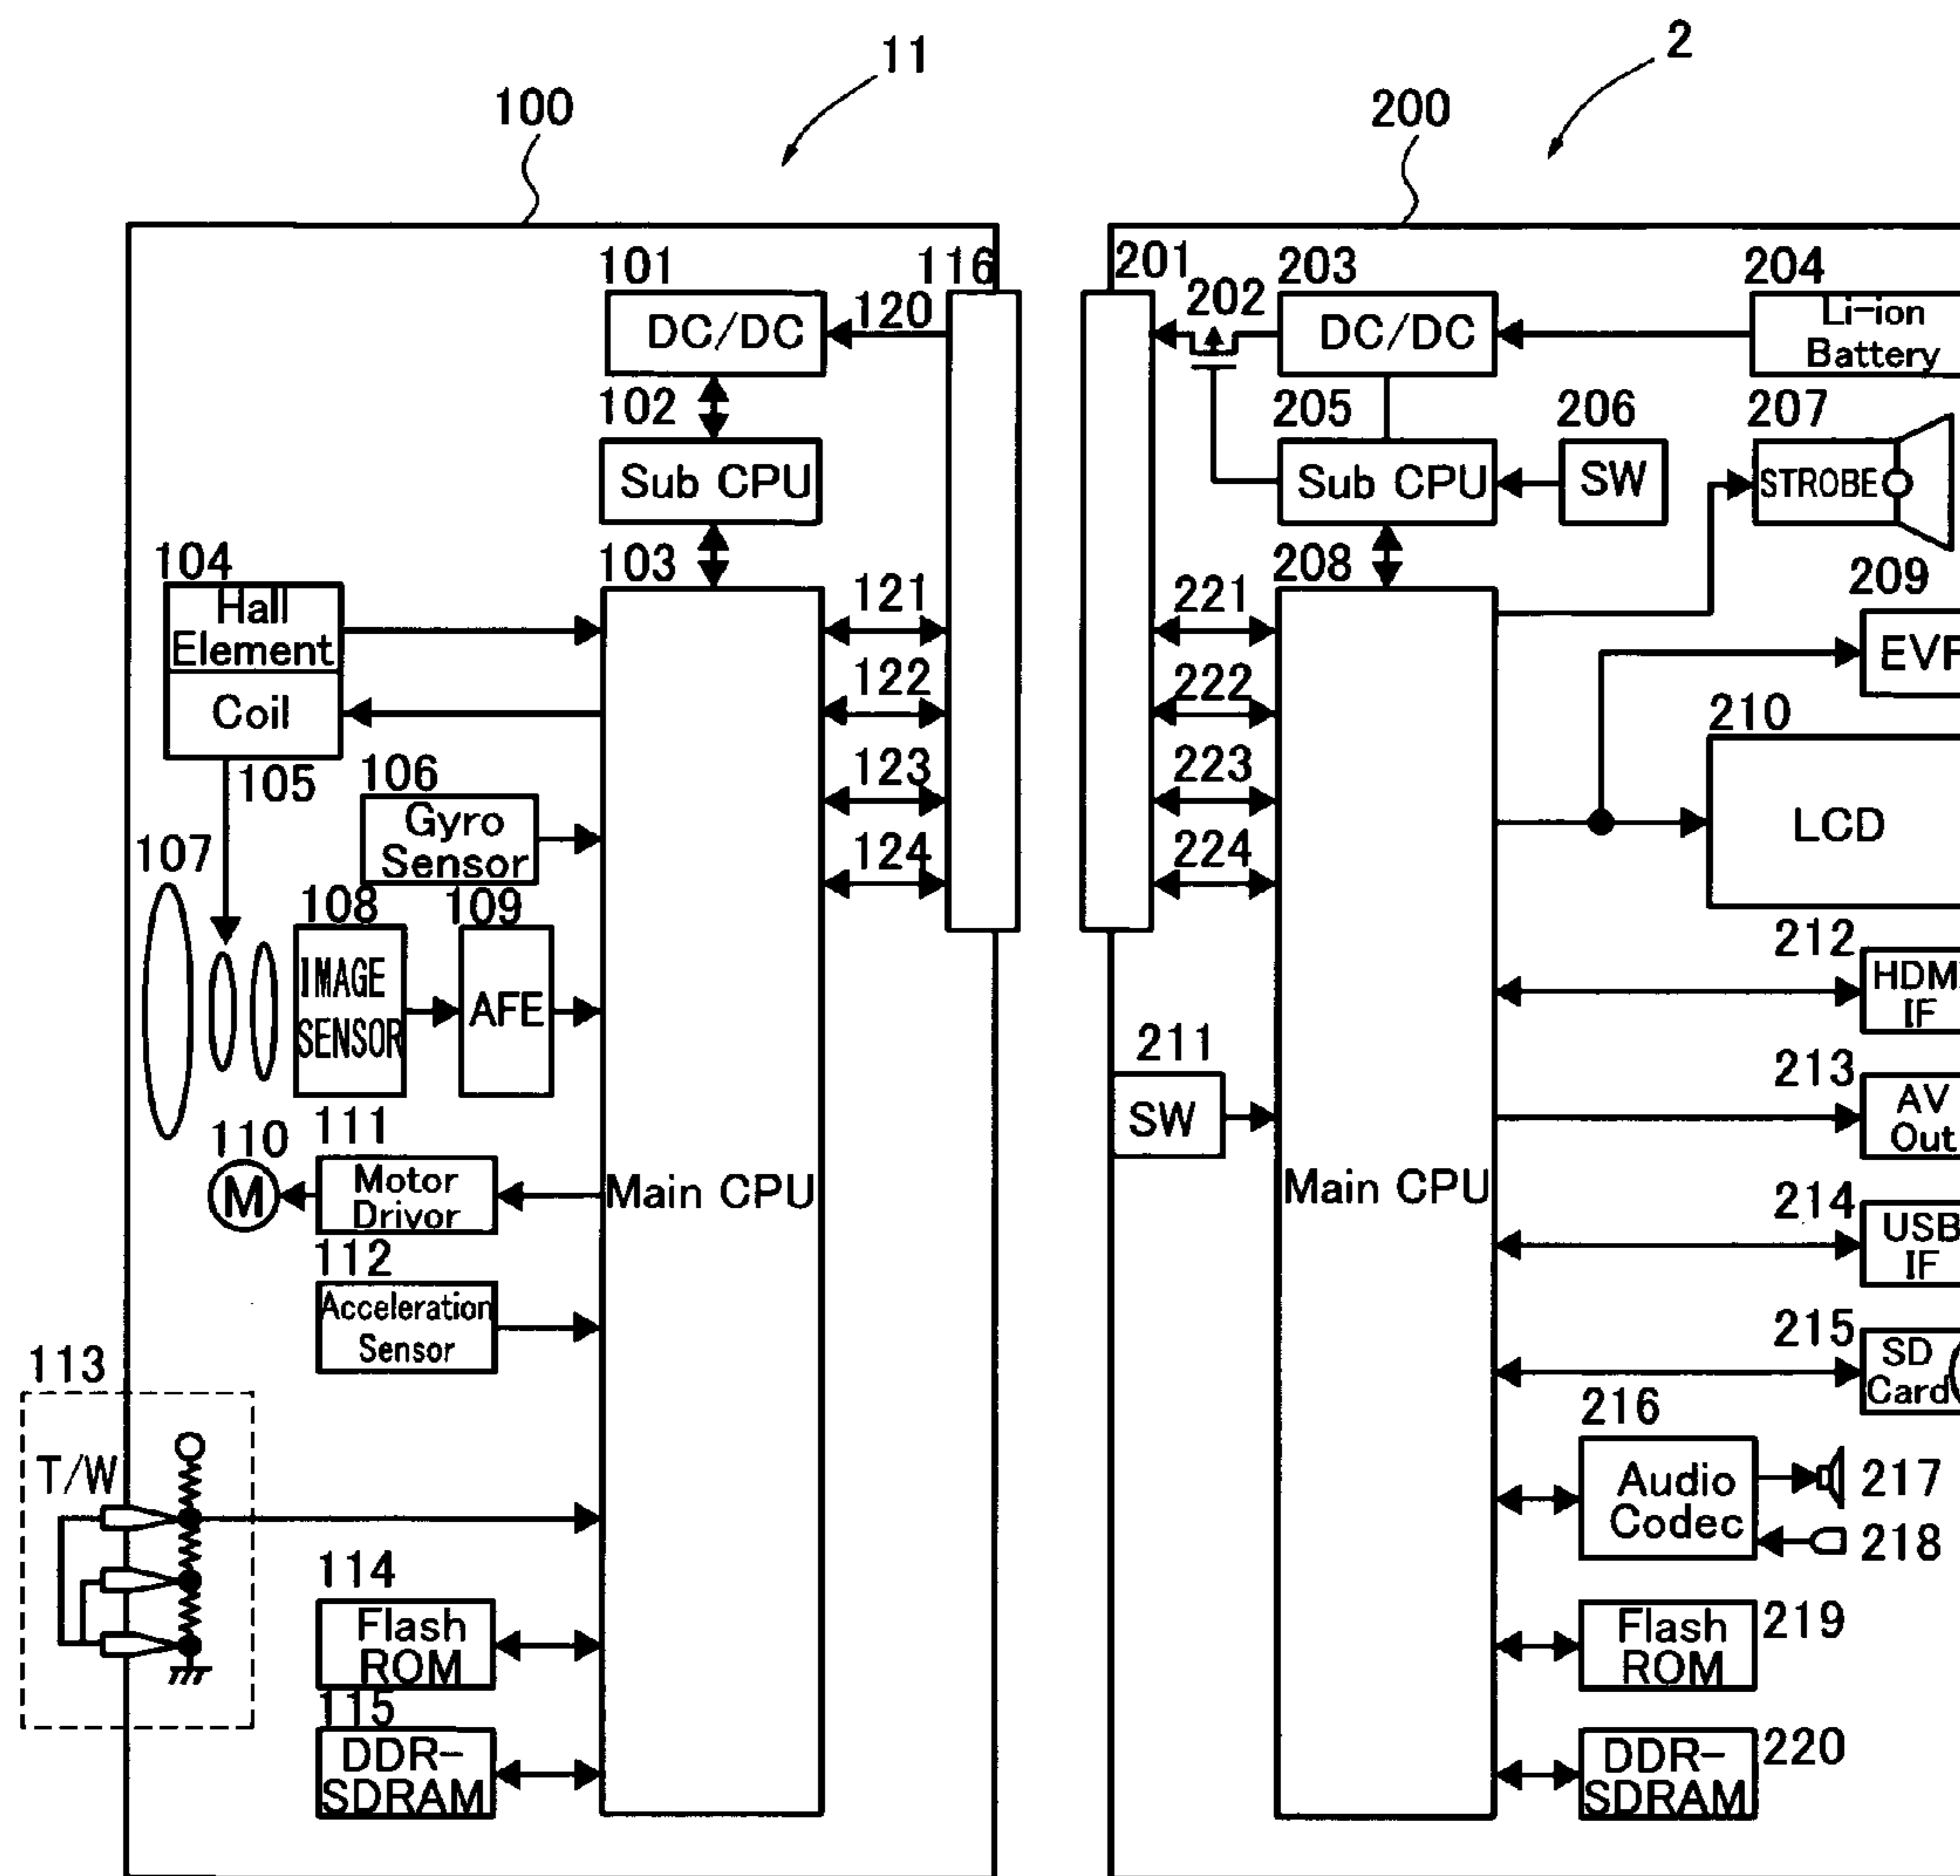 11
2
100
200
101
116
201
202
203
204
DC/DC
120
DC/DC
Li-ion
Battery
102
205
206
207
Sub CPU
Sub CPU
SW
STROBE
104
103
208
209
Hall
Element
121
221
EVF
Coil
122
222
210
105
106
123
223
Gyro
Sensor
LCD
107
124
224
108
109
IMAGE
SENSOR
AFE
212
HDMI
IF
211
SW
213
AV
Out
110
111
M
Motor
Drivor
Main CPU
Main CPU
214
USB
IF
112
Acceleration
Sensor
215
SD
Card
113
T/W
216
Audio
Codec
217
218
114
Flash
ROM
Flash
ROM
219
115
DDR-
SDRAM
DDR-
SDRAM
220